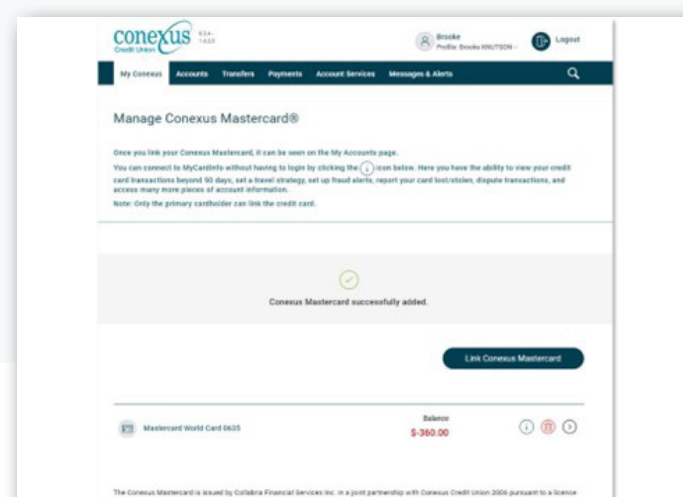 conexus
Credit Union
Brooke
Profile: Brooke KNUTSON -
Logout
My Conexus Accounts Transfers Payments Account Services Messages & Alerts
Manage Conexus Mastercard®
Once you link your Conexus Mastercard, it can be seen on the My Accounts page.
You can connect to MyCardInfo without having to login by clicking the i icon below. Here you have the ability to view your credit
card transactions beyond 90 days, set a travel strategy, set up fraud alerts, report your card lost/stolen, dispute transactions, and
access many more pieces of account information.
Note: Only the primary cardholder can link the credit card.
Conexus Mastercard successfully added.
Link Conexus Mastercard
Balance
Mastercard World Card 0635
$-360.00
The Conexus Mastercard is issued by Collabria Financial Services Inc. in a joint partnership with Conexus Credit Union 2006 pursuant to a licence